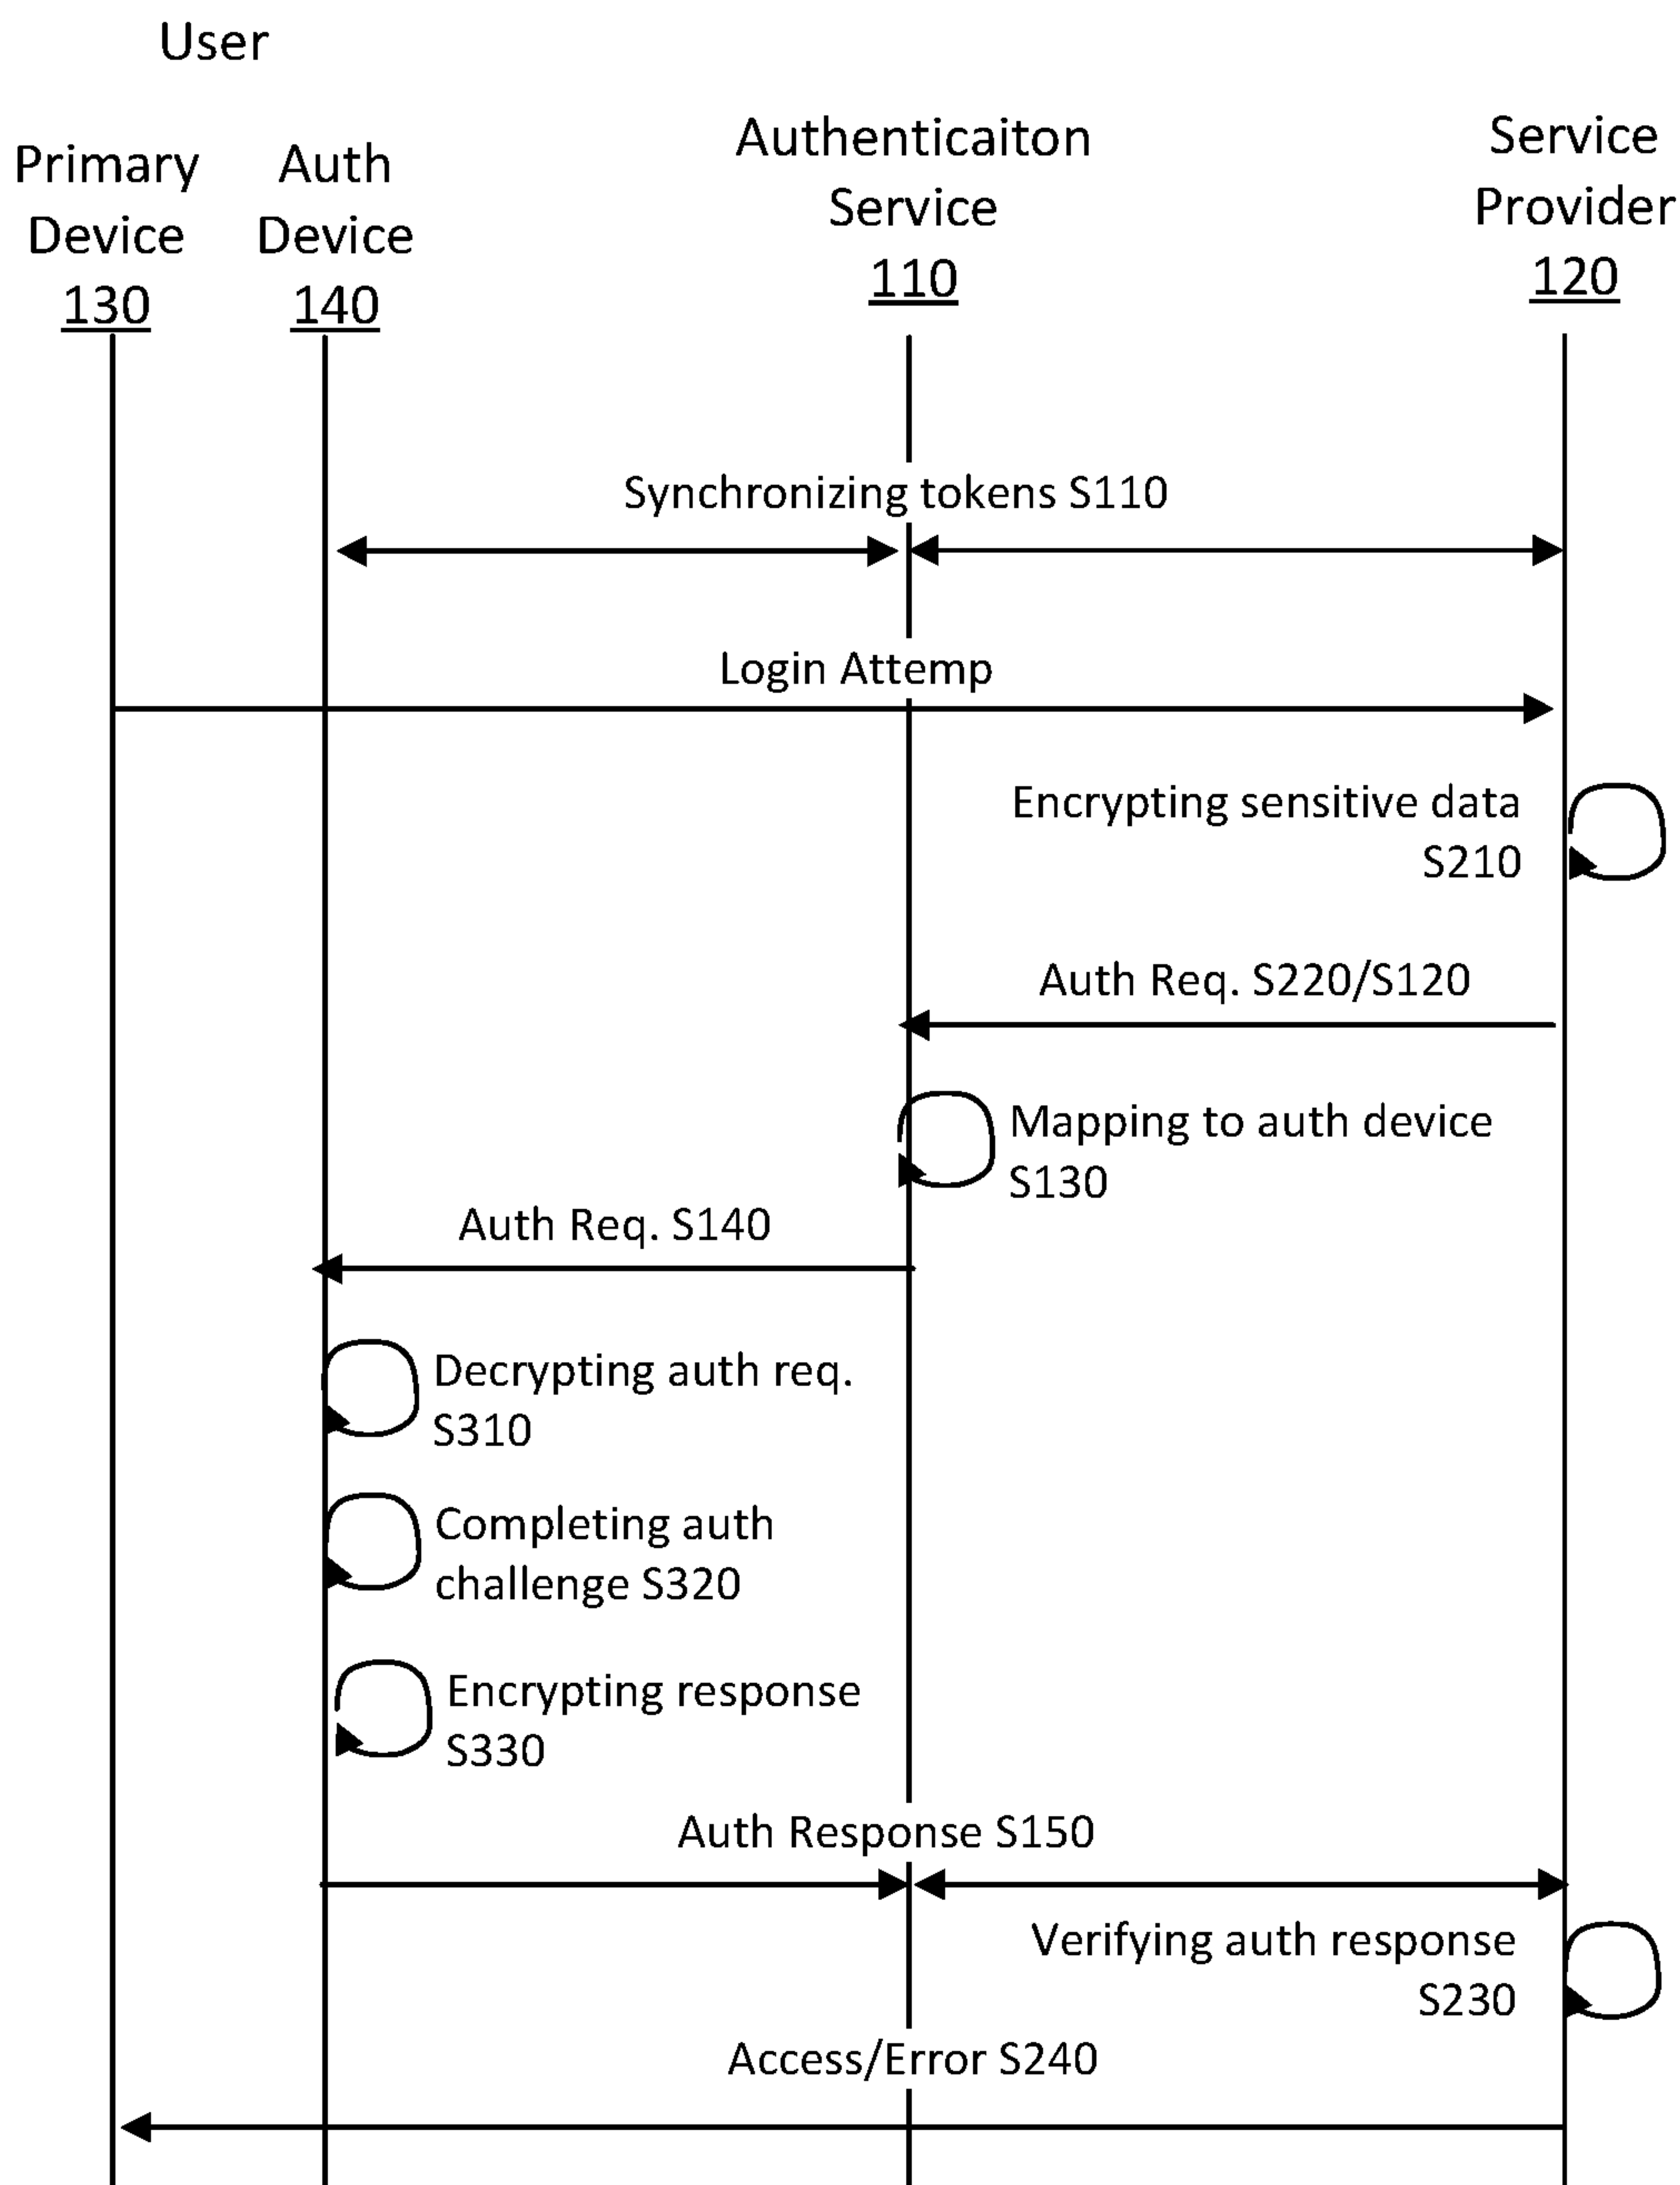 User
Primary
Device
130
Auth
Device
140
Authenticaiton
Service
110
Service
Provider
120
Synchronizing tokens S110
Login Attemp
Encrypting sensitive data
S210
Auth Req. S220/S120
Mapping to auth device
S130
Auth Req. S140
Decrypting auth req.
S310
Completing auth
challenge S320
Encrypting response
S330
Auth Response S150
Verifying auth response
S230
Access/Error S240